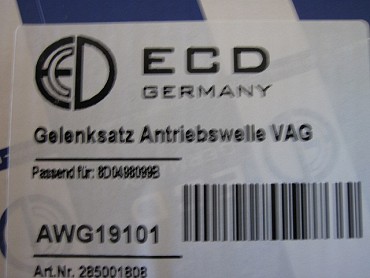 ECD
GERMANY
Gelenksatz Antriebswelle VAG
Passend für: 8D0498099B
AWG19101
Art.Nr. 285001808